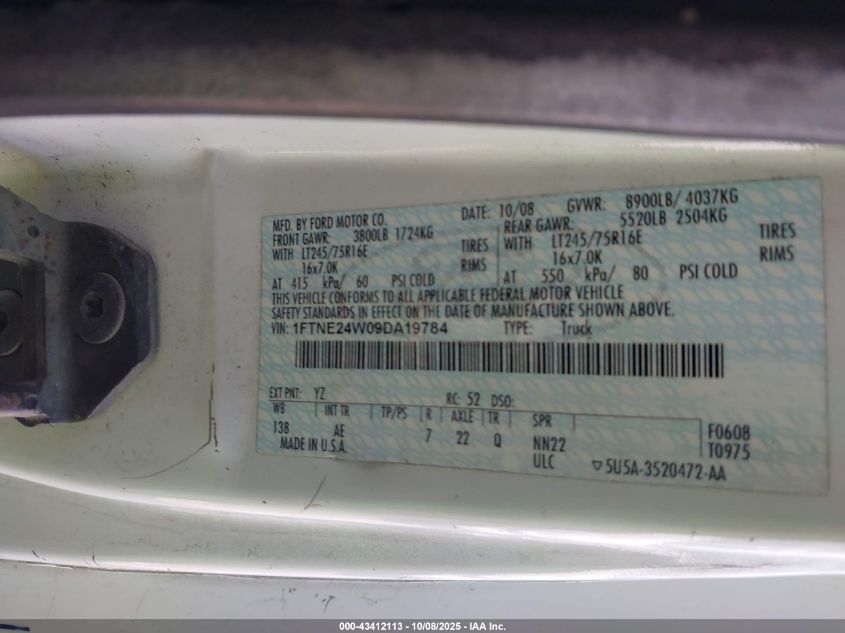 MFD. BY FORD MOTOR CO. DATE: 10/08 GVWR: 8900LB/ 4037KG
FRONT GAWR: 3800LB 1724KG REAR GAWR: 5520LB 2504KG
WITH LT245/75R16E TIRES WITH LT245/75R16E TIRES
16x7.0K RIMS 16x7.0K RIMS
AT 415 kPa/ 60 PSI COLD AT 550 kPa/ 80 PSI COLD
THIS VEHICLE CONFORMS TO ALL APPLICABLE FEDERAL MOTOR VEHICLE
SAFETY STANDARDS IN EFFECT ON THE DATE OF MANUFACTURE SHOWN ABOVE.
VIN: 1FTNE24W09DA19784 TYPE: Truck
EXT PNT: YZ RC: 52 DSO:
WB INT TR TP/PS R AXLE TR SPR
138 AE 7 22 Q NN22 F0608
MADE IN U.S.A. ULC T0975
▽5U5A-3520472-AA
000-43412113 - 10/08/2025 - IAA Inc.